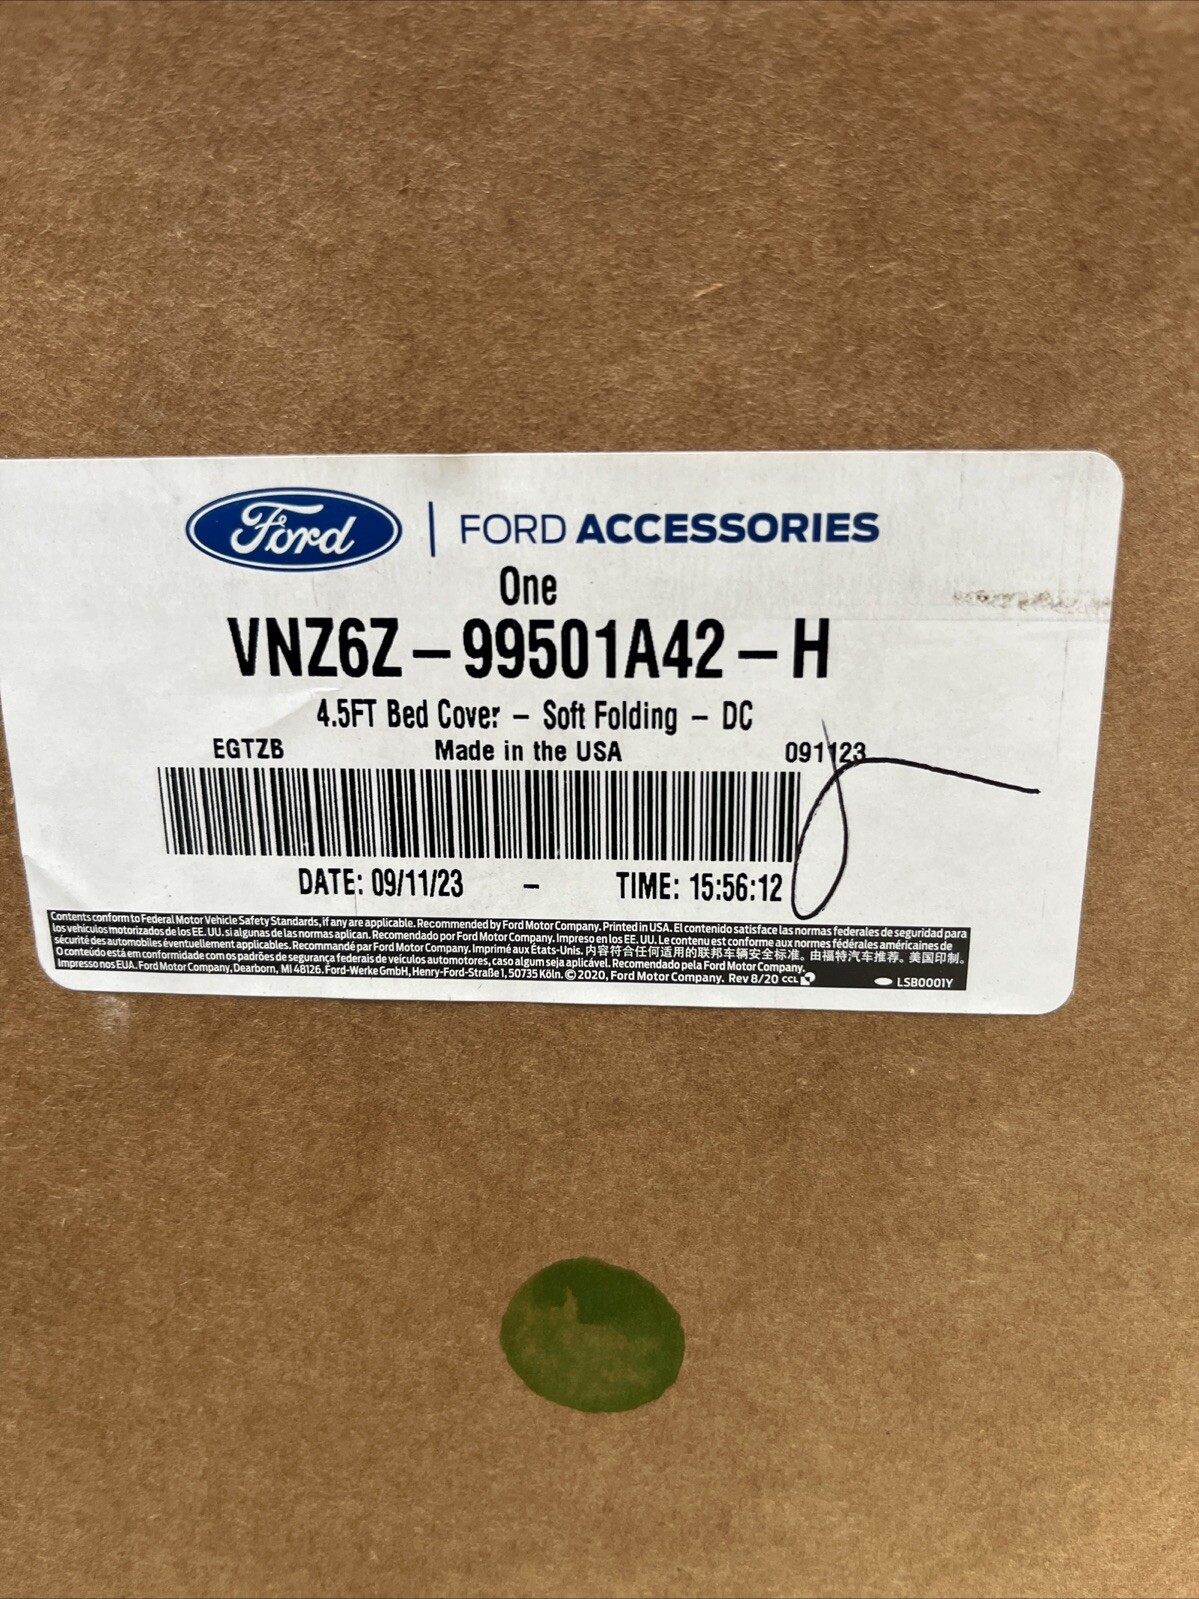 Ford | FORD ACCESSORIES
One
VNZ6Z – 99501A42 – H
4.5FT Bed Cover – Soft Folding – DC
EGTZB Made in the USA 091123
DATE: 09/11/23 – TIME: 15:56:12
Contents conform to Federal Motor Vehicle Safety Standards, if any are applicable. Recommended by Ford Motor Company. Printed in USA. El contenido satisface las normas federales de seguridad para
los vehículos motorizados de los EE. UU. si algunas de las normas aplican. Recomendado por Ford Motor Company. Impreso en los EE. UU. Le contenu est conforme aux normes fédérales américaines de
sécurité des automobiles éventuellement applicables. Recommandé par Ford Motor Company. Imprimé aux États-Unis. 内容符合任何适用的联邦车辆安全标准。由福特汽车推荐。美国印制。
O conteúdo está em conformidade com os padrões de segurança federais de veículos automotores, caso algum seja aplicável. Recomendado pela Ford Motor Company.
Impresso nos EUA. Ford Motor Company, Dearborn, MI 48126. Ford-Werke GmbH, Henry-Ford-Straße 1, 50735 Köln. © 2020, Ford Motor Company. Rev 8/20 CCL LSB0001Y